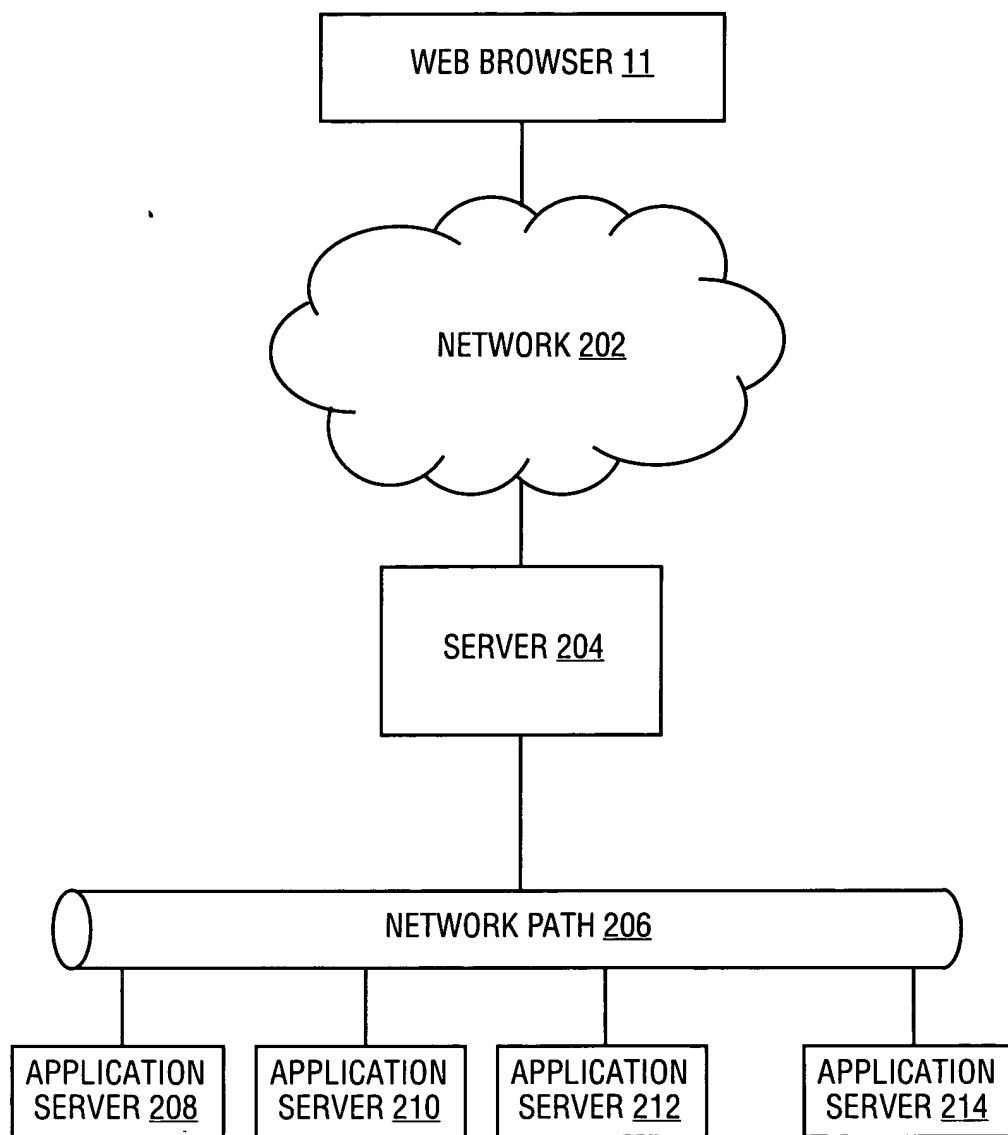 WEB BROWSER 11
NETWORK 202
SERVER 204
NETWORK PATH 206
APPLICATION
SERVER 208
APPLICATION
SERVER 210
APPLICATION
SERVER 212
APPLICATION
SERVER 214